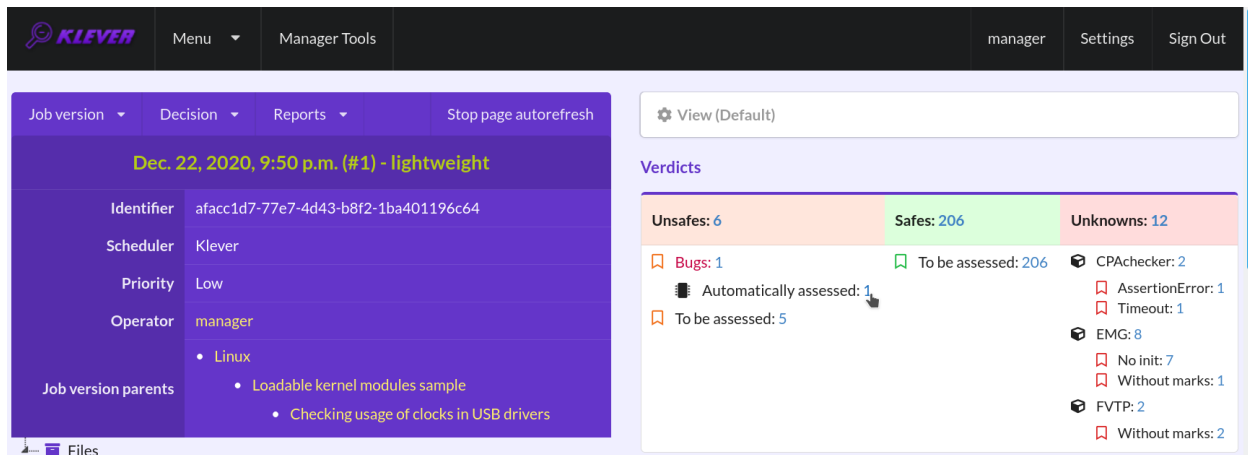 KLEVER Menu Manager Tools manager Settings Sign Out
Job version Decision Reports Stop page autorefresh
Dec. 22, 2020, 9:50 p.m. (#1) - lightweight
Identifier afacc1d7-77e7-4d43-b8f2-1ba401196c64
Scheduler Klever
Priority Low
Operator manager
Job version parents
Linux
Loadable kernel modules sample
Checking usage of clocks in USB drivers
Files
View (Default)
Verdicts
Unsafes: 6
Bugs: 1
Automatically assessed: 1
To be assessed: 5
Safes: 206
To be assessed: 206
Unknowns: 12
CPAchecker: 2
AssertionError: 1
Timeout: 1
EMG: 8
No init: 7
Without marks: 1
FVTP: 2
Without marks: 2